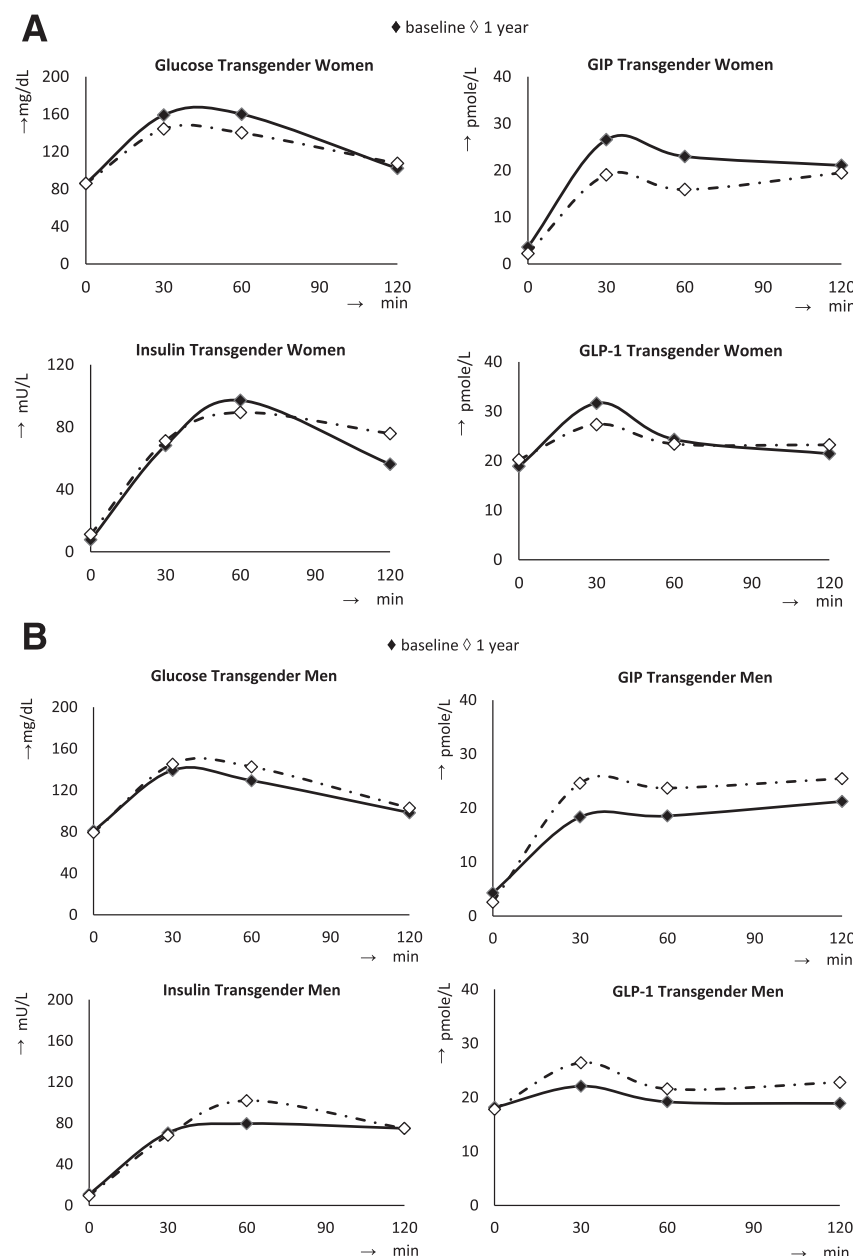 A
♦ baseline ◊ 1 year
Glucose Transgender Women
→mg/dL
200
160
120
80
40
0
0 30 60 90 120
→ min
GIP Transgender Women
→ pmole/L
40
30
20
10
0
0 30 60 90 120
→ min
Insulin Transgender Women
→ mU/L
120
80
40
0
0 30 60 90 120
→ min
GLP-1 Transgender Women
→ pmole/L
40
30
20
10
0
0 30 60 90 120
→ min
B
♦ baseline ◊ 1 year
Glucose Transgender Men
→mg/dL
200
160
120
80
40
0
0 30 60 90 120
→ min
GIP Transgender Men
→ pmole/L
40
30
20
10
0
0 30 60 90 120
→ min
Insulin Transgender Men
→ mU/L
200
160
120
80
40
0
0 30 60 90 120
→ min
GLP-1 Transgender Men
→ pmole/L
40
30
20
10
0
0 30 60 90 120
→ min